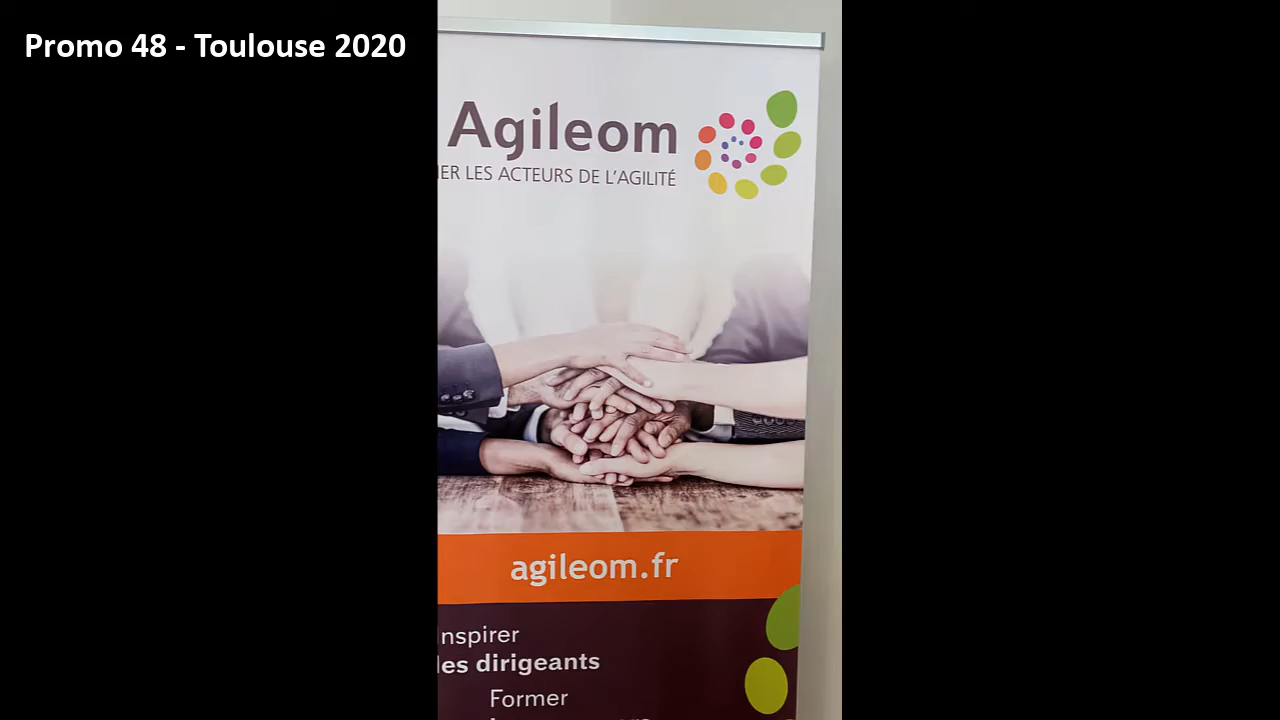 Promo 48 - Toulouse 2020
Agileom
ER LES ACTEURS DE L'AGILITÉ
agileom.fr
nspirer
les dirigeants
Former